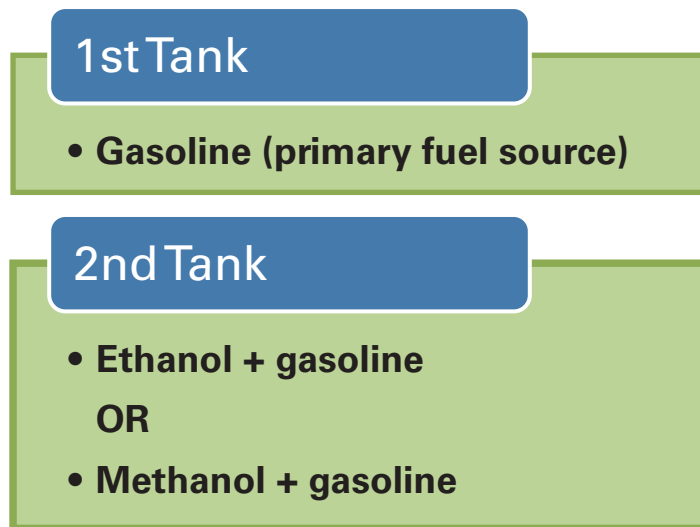 1st Tank
• Gasoline (primary fuel source)
2nd Tank
• Ethanol + gasoline
OR
• Methanol + gasoline